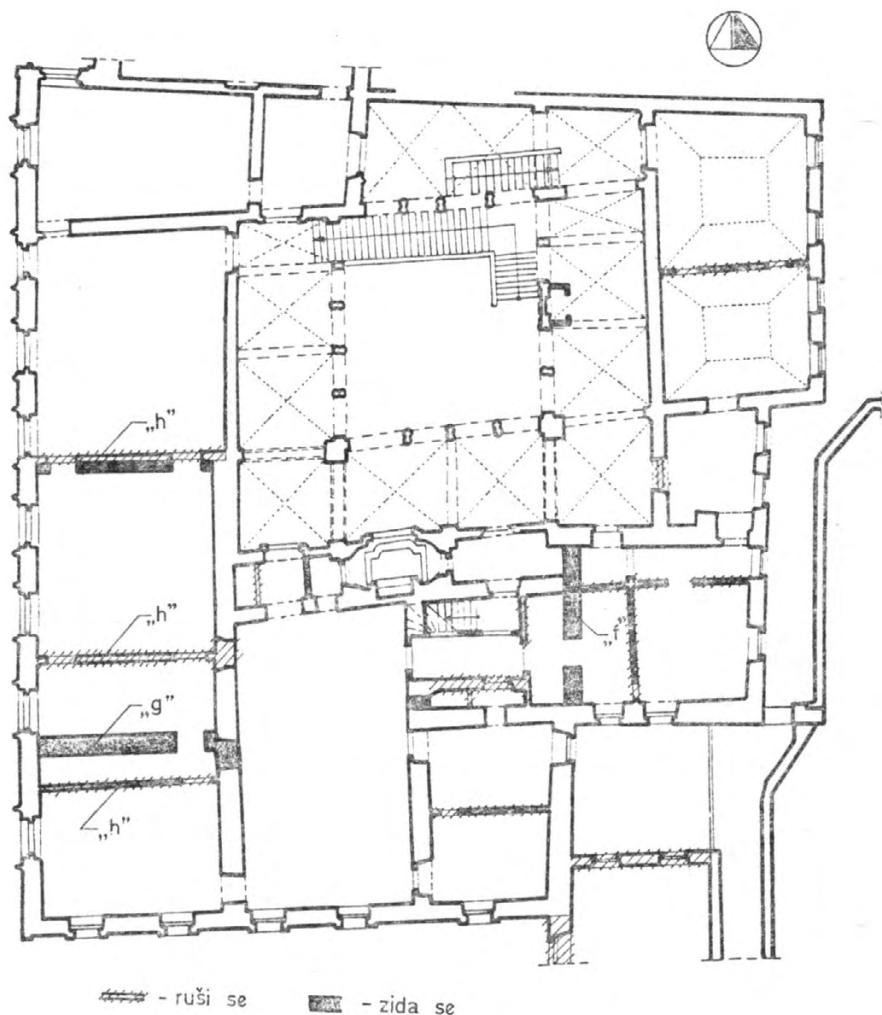 „h”
„h”
„f”
„g”
„h”
- ruši se
- zida se